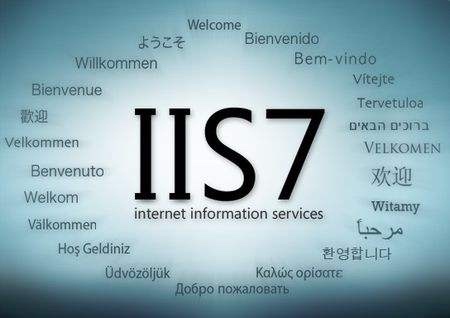 Welcome
ようこそ
Bienvenido
Willkommen
Bem-vindo
Vítejte
Bienvenue
Tervetuloa
歡迎
ברוכים הבאים
Velkommen
VELKOMEN
IIS7
Benvenuto
欢迎
Welkom
Witamy
internet information services
Välkommen
مرحباً
Hoş Geldiniz
환영합니다
Üdvözöljük
Καλώς ορίσατε
Добро пожаловать